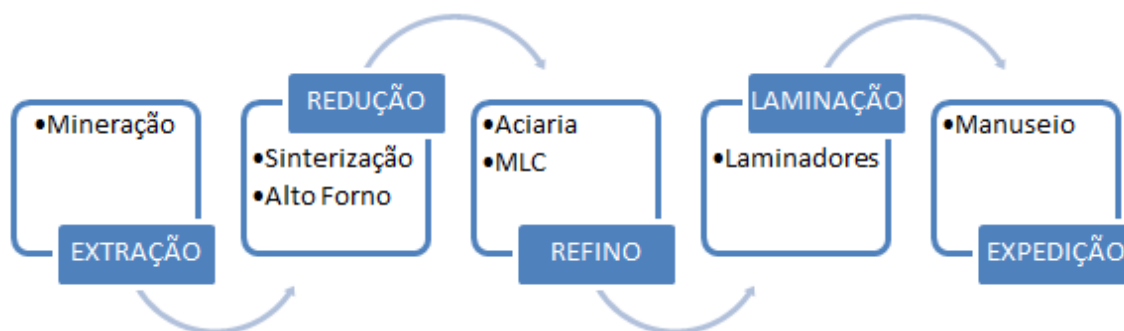 •Mineração
EXTRAÇÃO
REDUÇÃO
•Sinterização
•Alto Forno
•Aciaria
•MLC
REFINO
LAMINAÇÃO
•Laminadores
•Manuseio
EXPEDIÇÃO